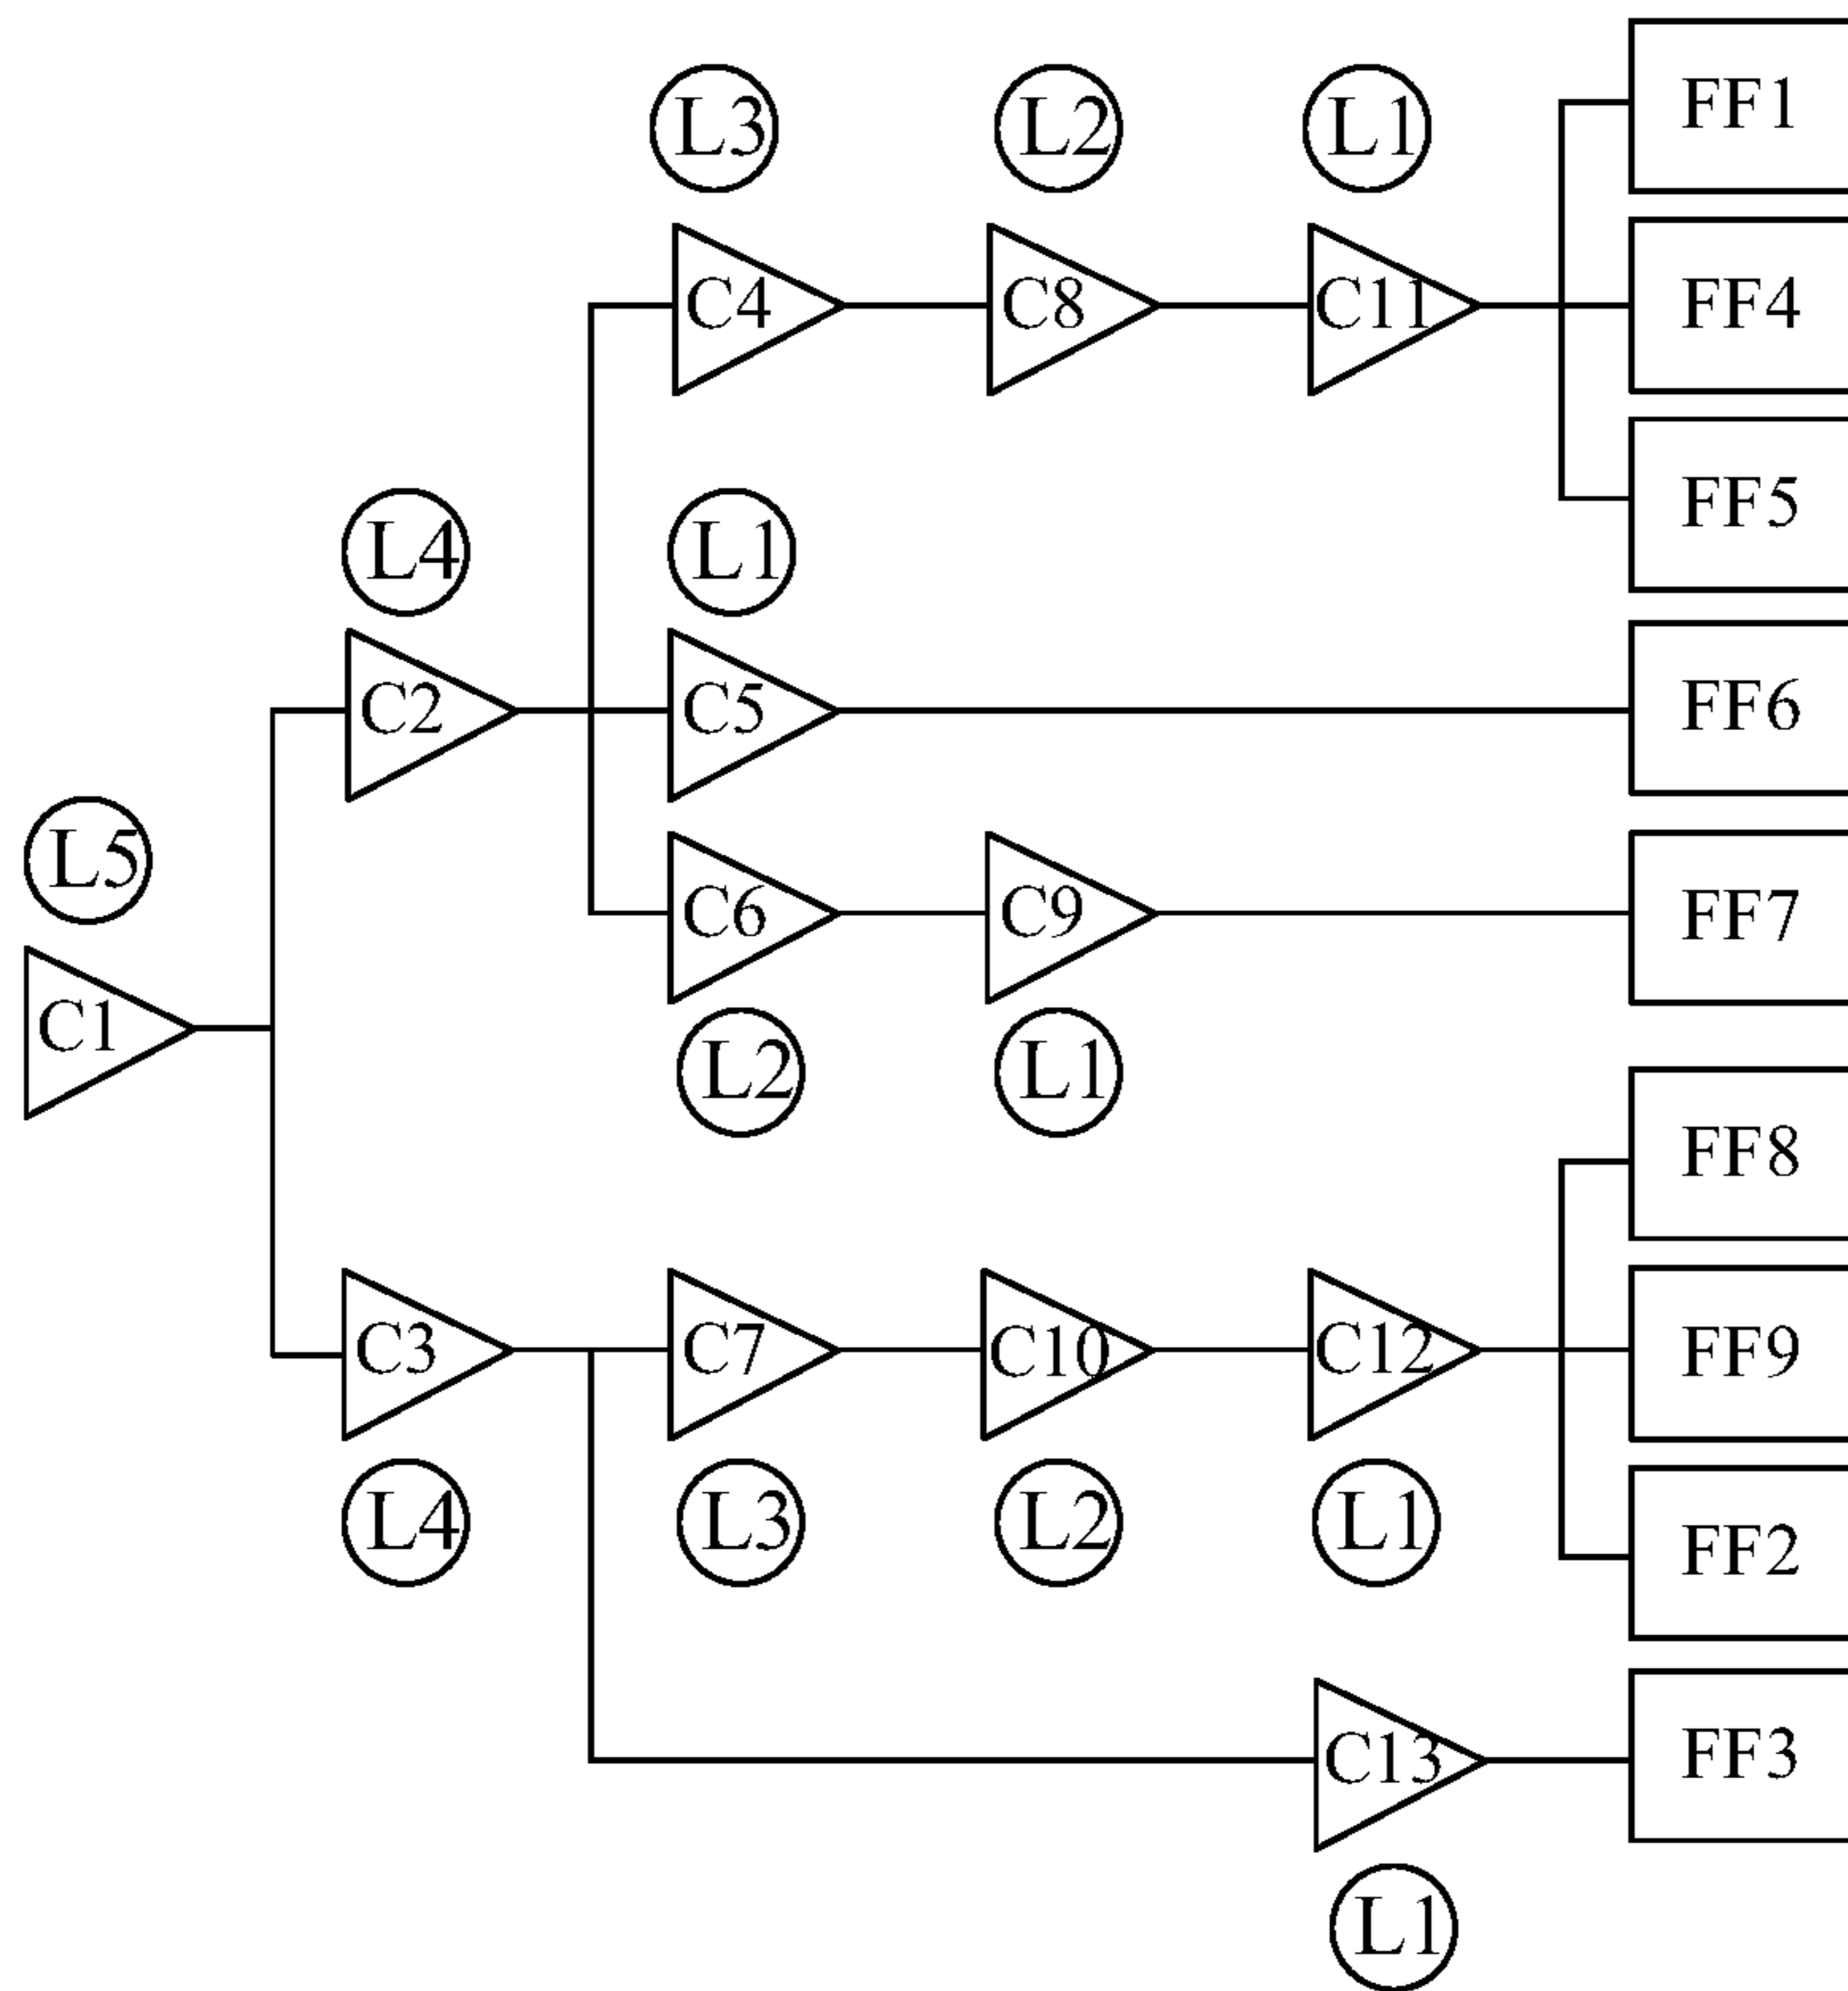 FF1
L3 L2 L1
C4 C8 C11 FF4
FF5
L4 L1
C2 C5 FF6
L5
C6 C9 FF7
C1
L2 L1
FF8
C3 C7 C10 C12 FF9
L4 L3 L2 L1
FF2
C13 FF3
L1